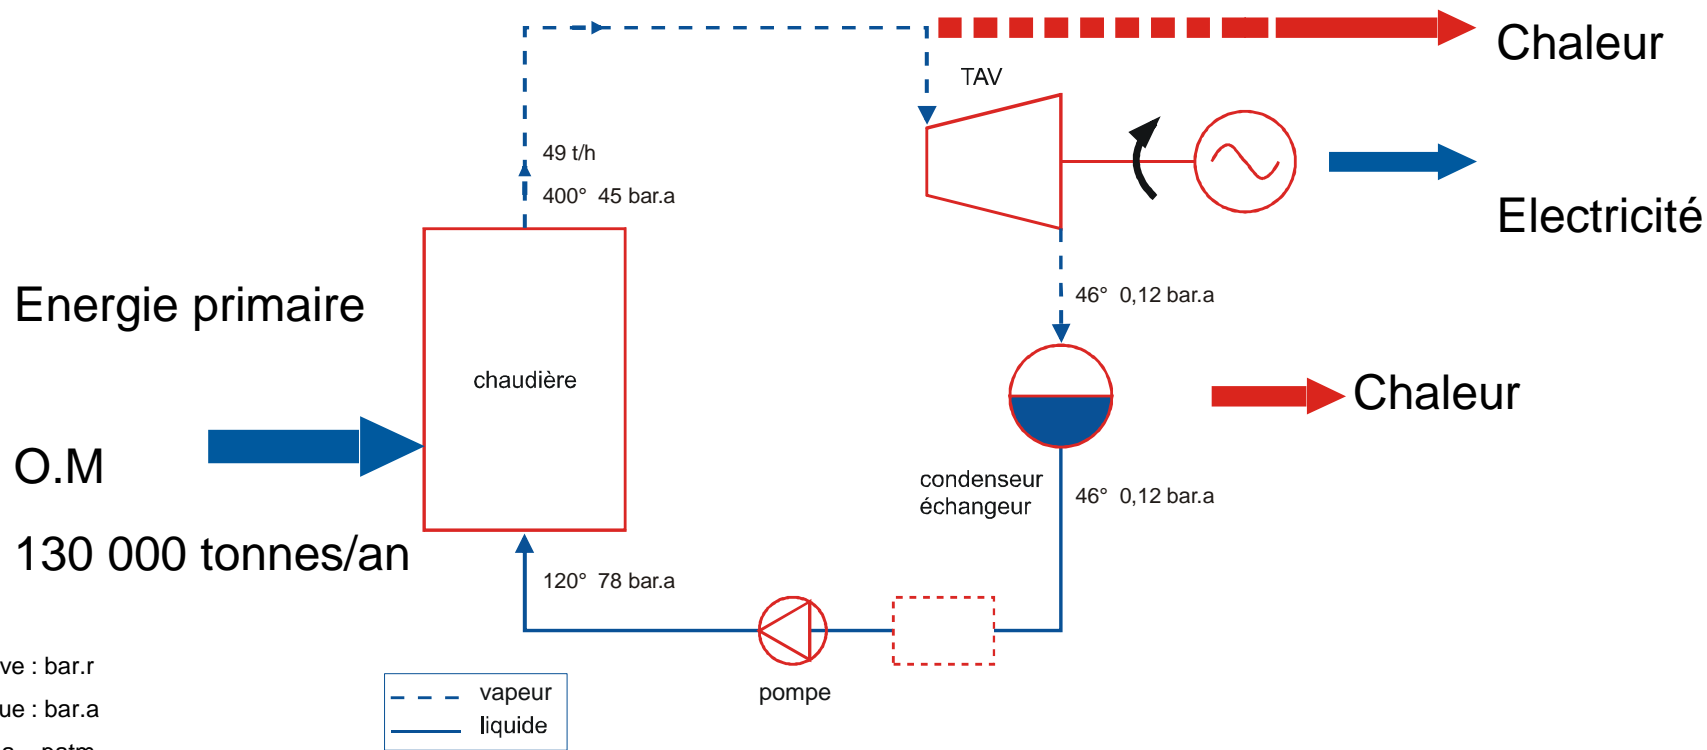 Chaleur
TAV
49 t/h
400° 45 bar.a
Electricité
Energie primaire
46° 0,12 bar.a
chaudière
Chaleur
O.M
condenseur
échangeur
46° 0,12 bar.a
130 000 tonnes/an
120° 78 bar.a
ve : bar.r
ue : bar.a
pompe
vapeur
liquide